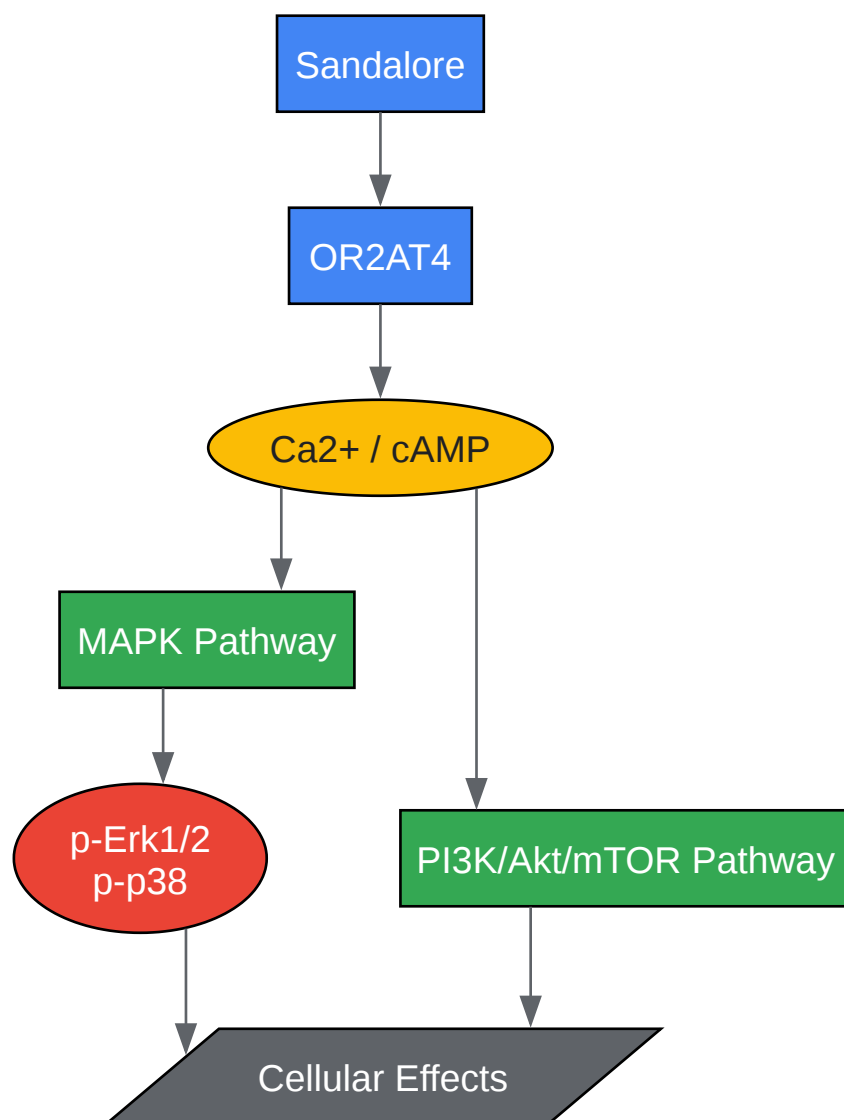 Sandalore
OR2AT4
Ca2+ / cAMP
MAPK Pathway
p-Erk1/2
p-p38
PI3K/Akt/mTOR Pathway
Cellular Effects